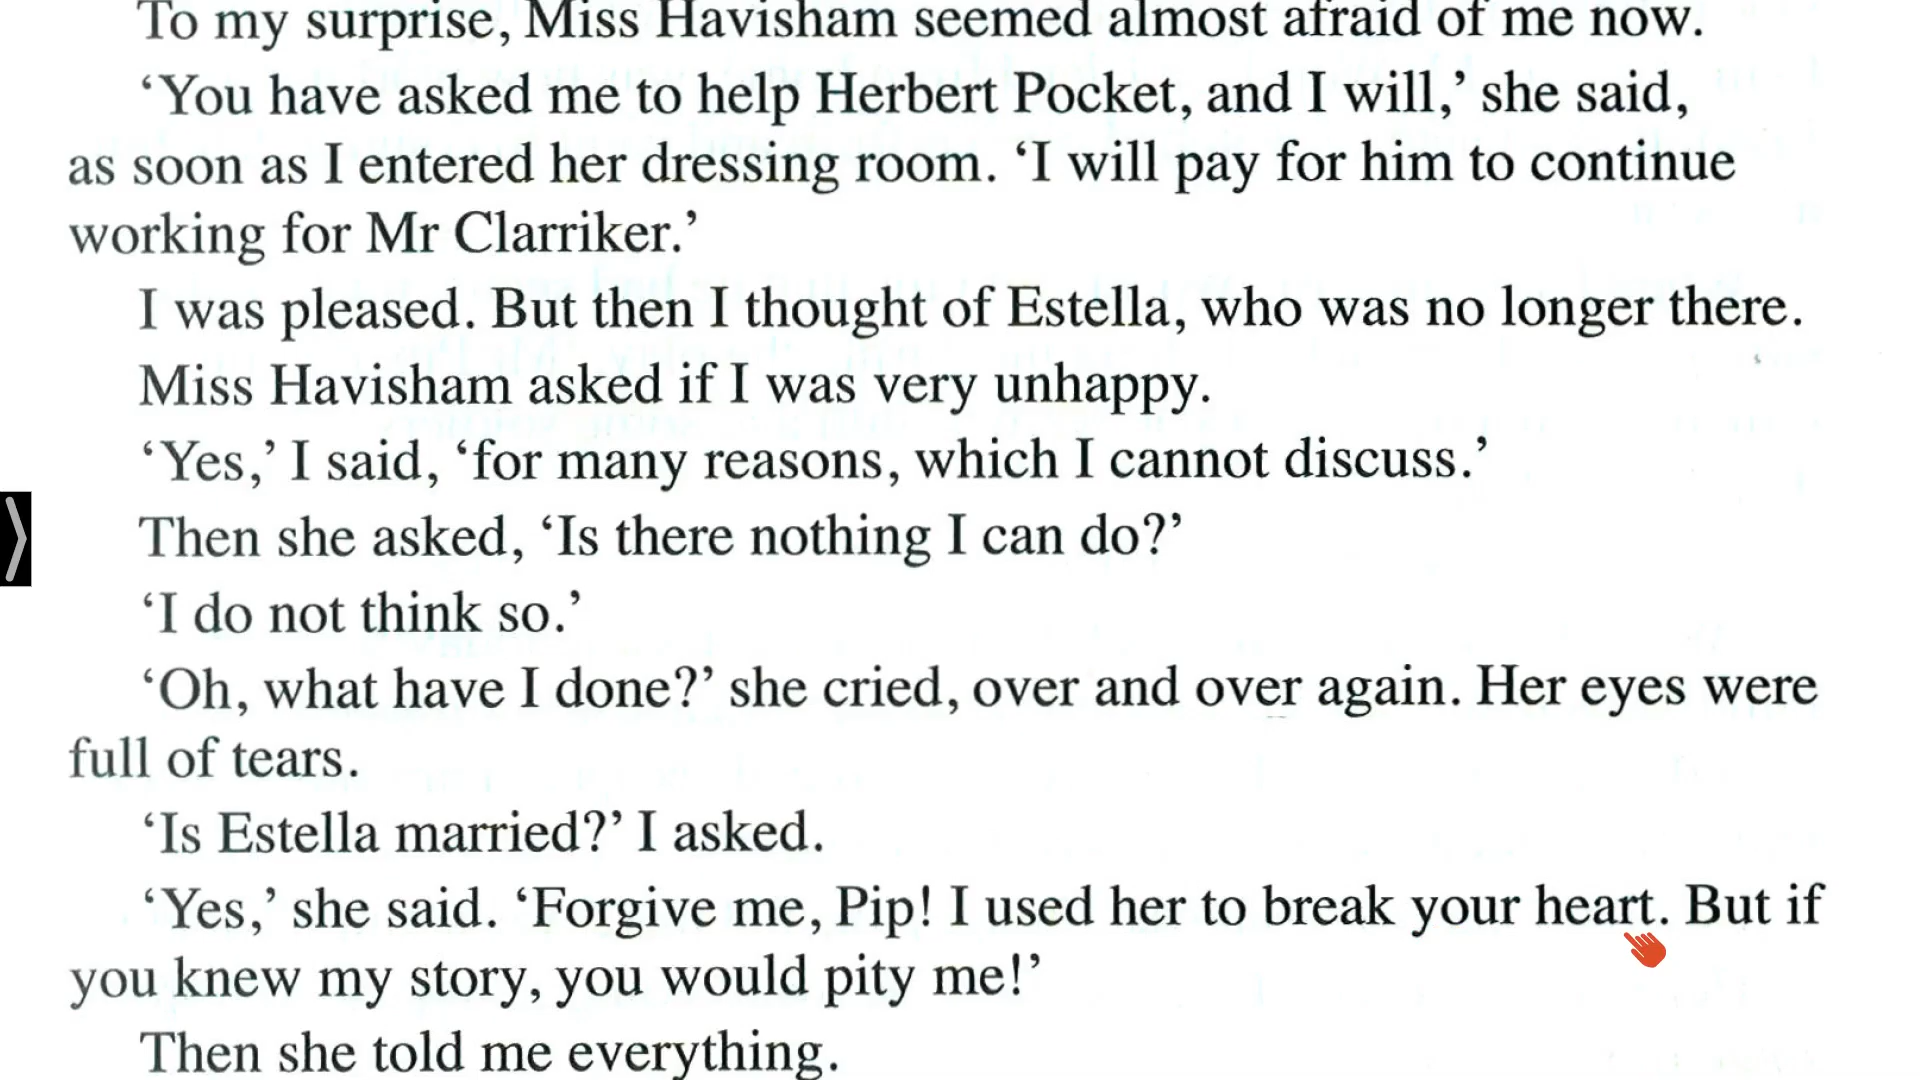 To my surprise, Miss Havisham seemed almost afraid of me now.
‘You have asked me to help Herbert Pocket, and I will,’ she said,
as soon as I entered her dressing room. ‘I will pay for him to continue
working for Mr Clarriker.’
I was pleased. But then I thought of Estella, who was no longer there.
Miss Havisham asked if I was very unhappy.
‘Yes,’ I said, ‘for many reasons, which I cannot discuss.’
Then she asked, ‘Is there nothing I can do?’
‘I do not think so.’
‘Oh, what have I done?’ she cried, over and over again. Her eyes were
full of tears.
‘Is Estella married?’ I asked.
‘Yes,’ she said. ‘Forgive me, Pip! I used her to break your heart. But if
you knew my story, you would pity me!’
Then she told me everything.